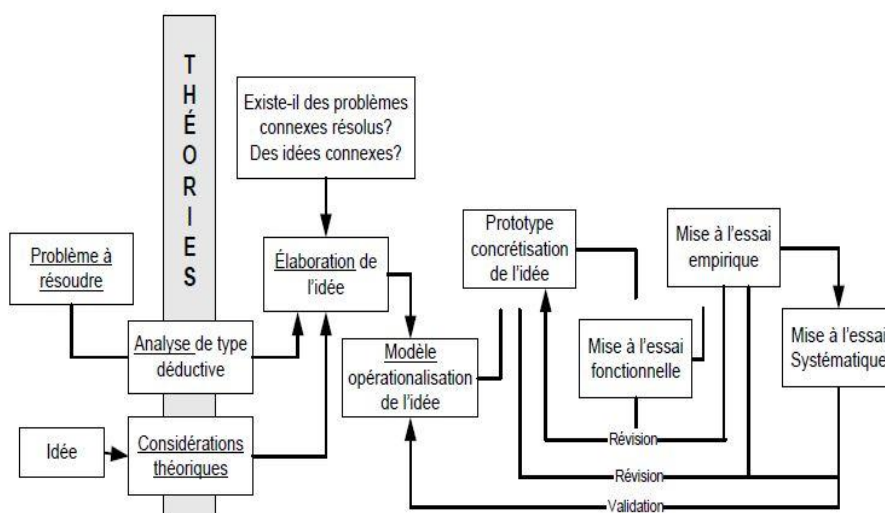 THÉORIES
Existe-il des problèmes
connexes résolus?
Des idées connexes?
Problème à
résoudre
Élaboration de
l'idée
Prototype
concrétisation
de l'idée
Mise à l'essai
empirique
Analyse de type
déductive
Modèle
opérationalisation
de l'idée
Mise à l'essai
fonctionnelle
Mise à l'essai
Systématique
Idée
Considérations
théoriques
Révision
Révision
Validation